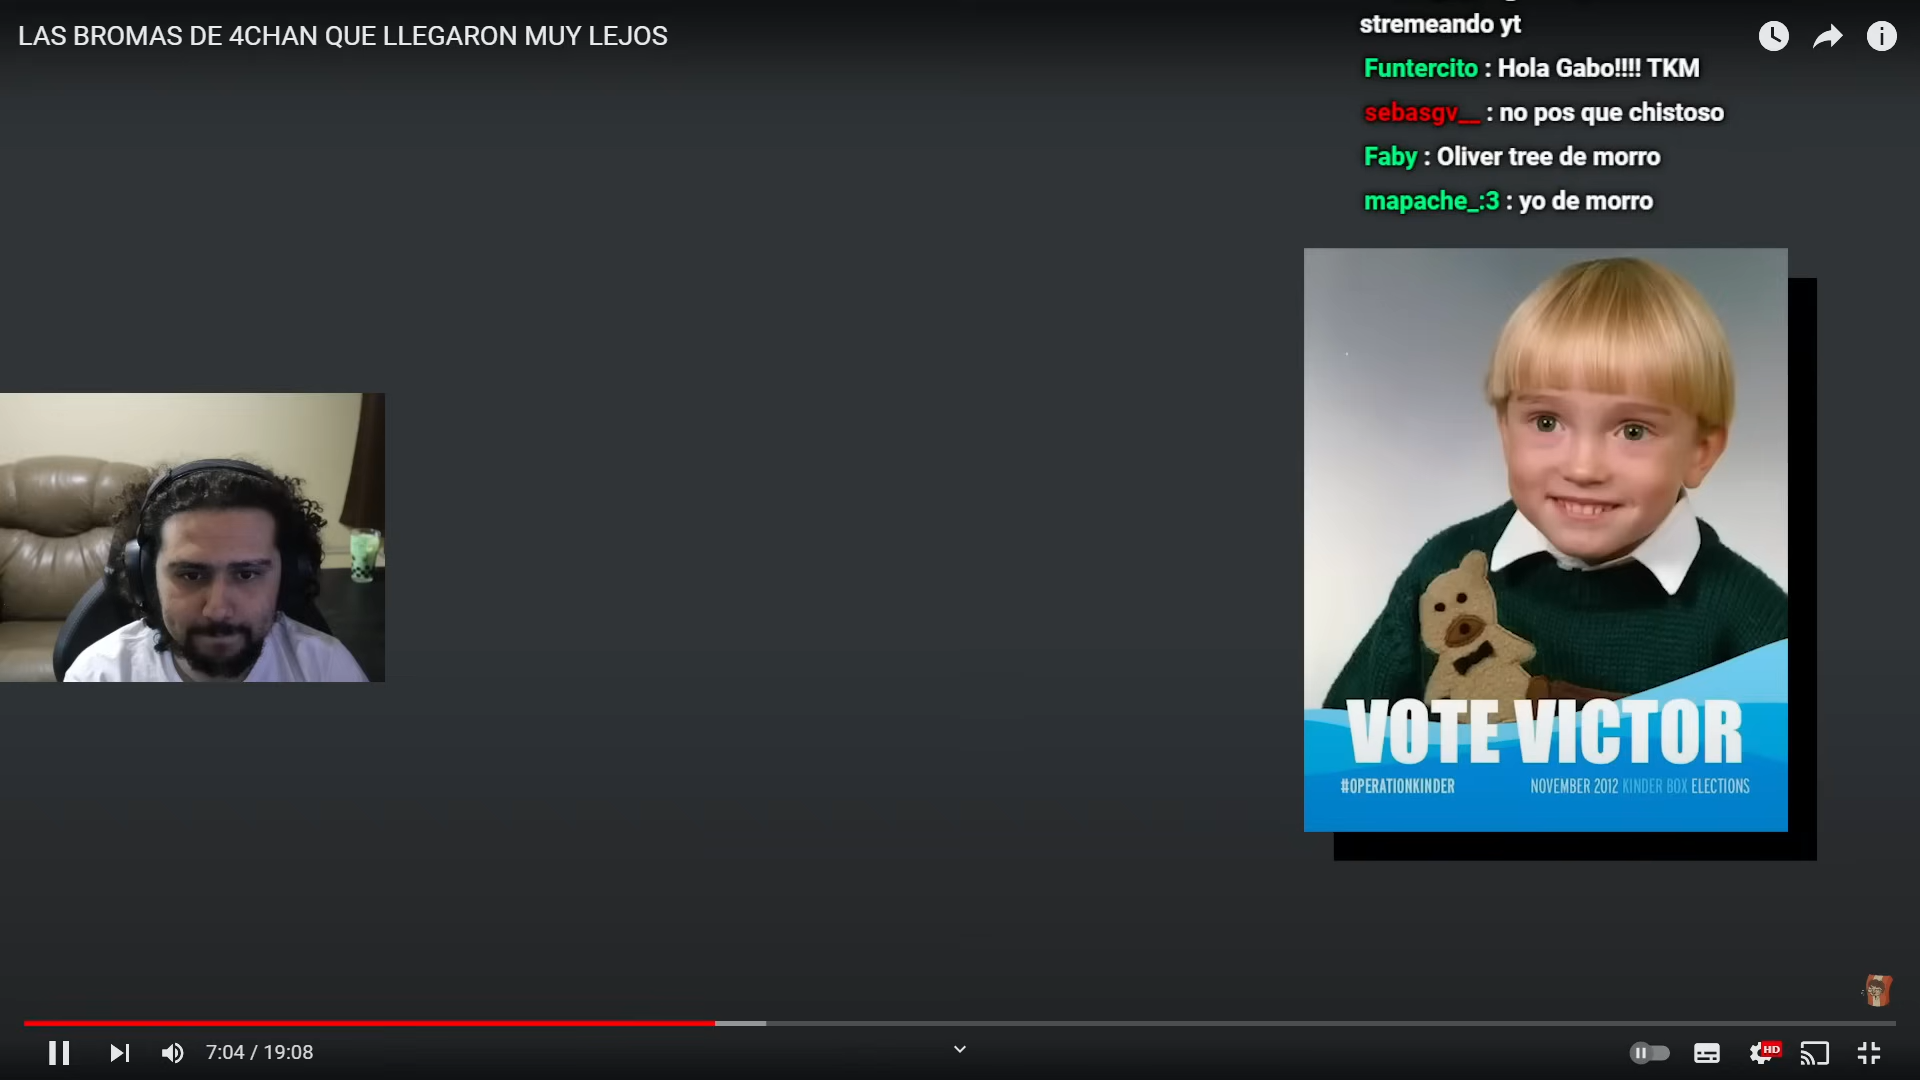 LAS BROMAS DE 4CHAN QUE LLEGARON MUY LEJOS
stremeando yt
Funtercito : Hola Gabo!!!! TKM
sebasgv__ : no pos que chistoso
Faby : Oliver tree de morro
mapache_:3 : yo de morro
VOTE VICTOR
#OPERATIONKINDER NOVEMBER 2012 KINDER BOX ELECTIONS
7:04 / 19:08
HD